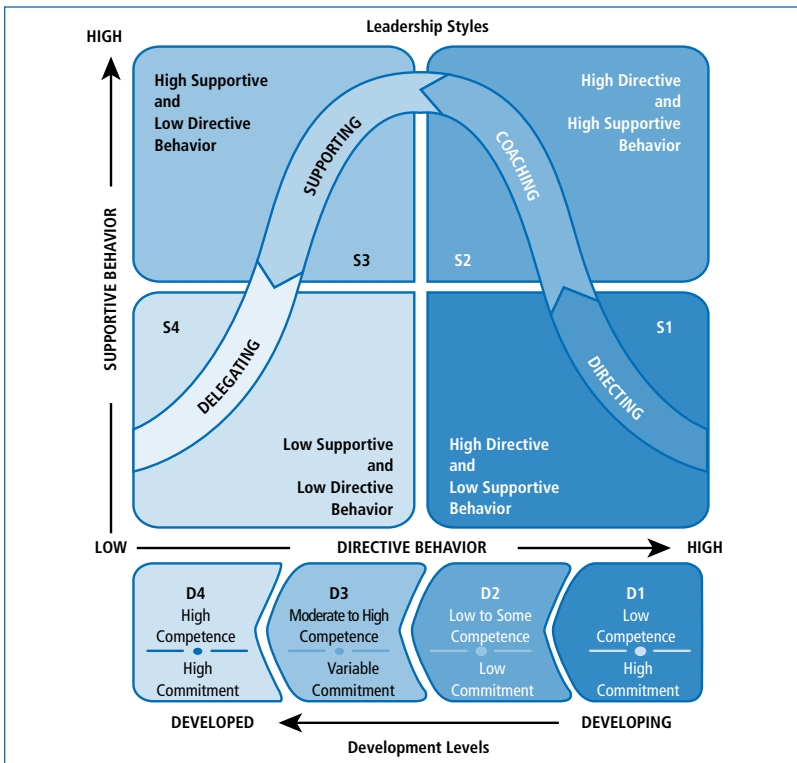 Leadership Styles
HIGH
High Supportive
and
Low Directive
Behavior
High Directive
and
High Supportive
Behavior
SUPPORTING
COACHING
SUPPORTIVE BEHAVIOR
S3
S2
S4
S1
DELEGATING
DIRECTING
Low Supportive
and
Low Directive
Behavior
High Directive
and
Low Supportive
Behavior
LOW
DIRECTIVE BEHAVIOR
HIGH
D4
High
Competence
High
Commitment
D3
Moderate to High
Competence
Variable
Commitment
D2
Low to Some
Competence
Low
Commitment
D1
Low
Competence
High
Commitment
DEVELOPED
DEVELOPING
Development Levels